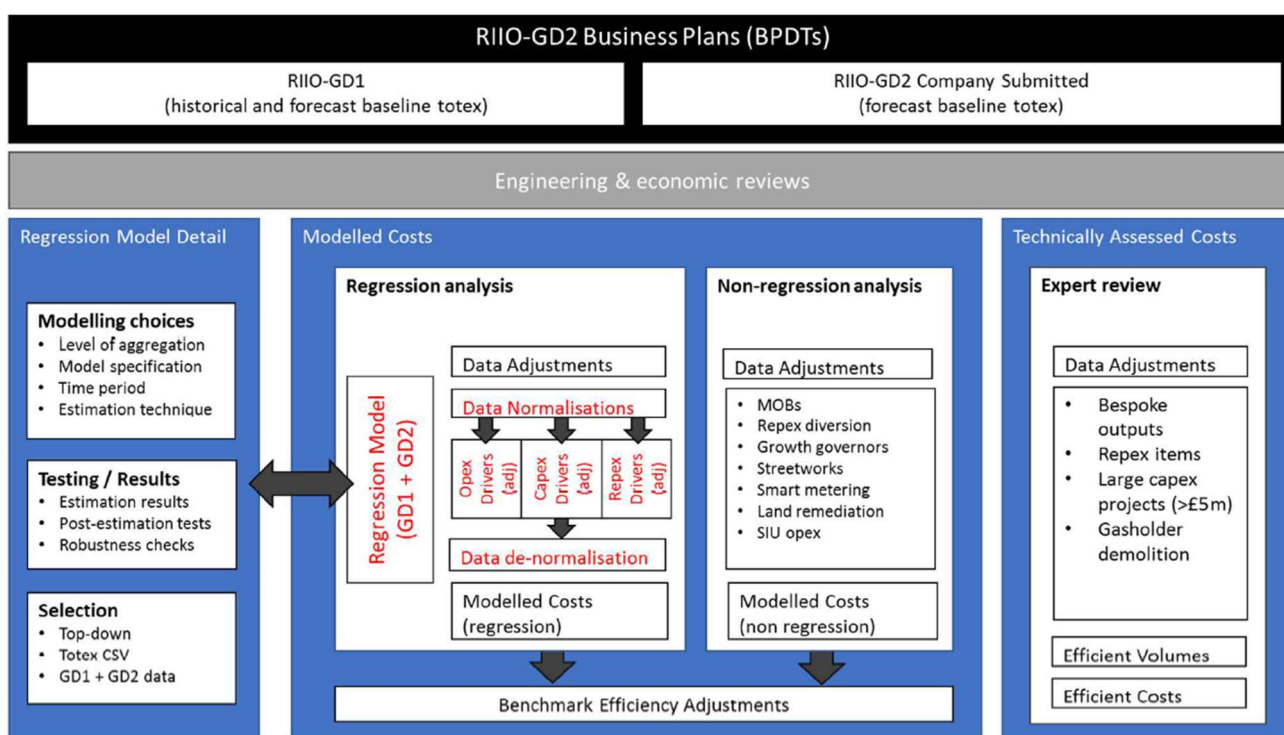 RIIO-GD2 Business Plans (BPDTs)
RIIO-GD1
(historical and forecast baseline totex)
RIIO-GD2 Company Submitted
(forecast baseline totex)
Engineering & economic reviews
Regression Model Detail
Modelling choices
• Level of aggregation
• Model specification
• Time period
• Estimation technique
Testing / Results
• Estimation results
• Post-estimation tests
• Robustness checks
Selection
• Top-down
• Totex CSV
• GD1 + GD2 data
Modelled Costs
Regression analysis
Regression Model
(GD1 + GD2)
Data Adjustments
Data Normalisations
Opex
Drivers
(adj)
Capex
Drivers
(adj)
Repex
Drivers
(adj)
Data de-normalisation
Modelled Costs
(regression)
Non-regression analysis
Data Adjustments
• MOBs
• Repex diversion
• Growth governors
• Streetworks
• Smart metering
• Land remediation
• SIU opex
Modelled Costs
(non regression)
Benchmark Efficiency Adjustments
Technically Assessed Costs
Expert review
Data Adjustments
• Bespoke
outputs
• Repex items
• Large capex
projects (>£5m)
• Gasholder
demolition
Efficient Volumes
Efficient Costs